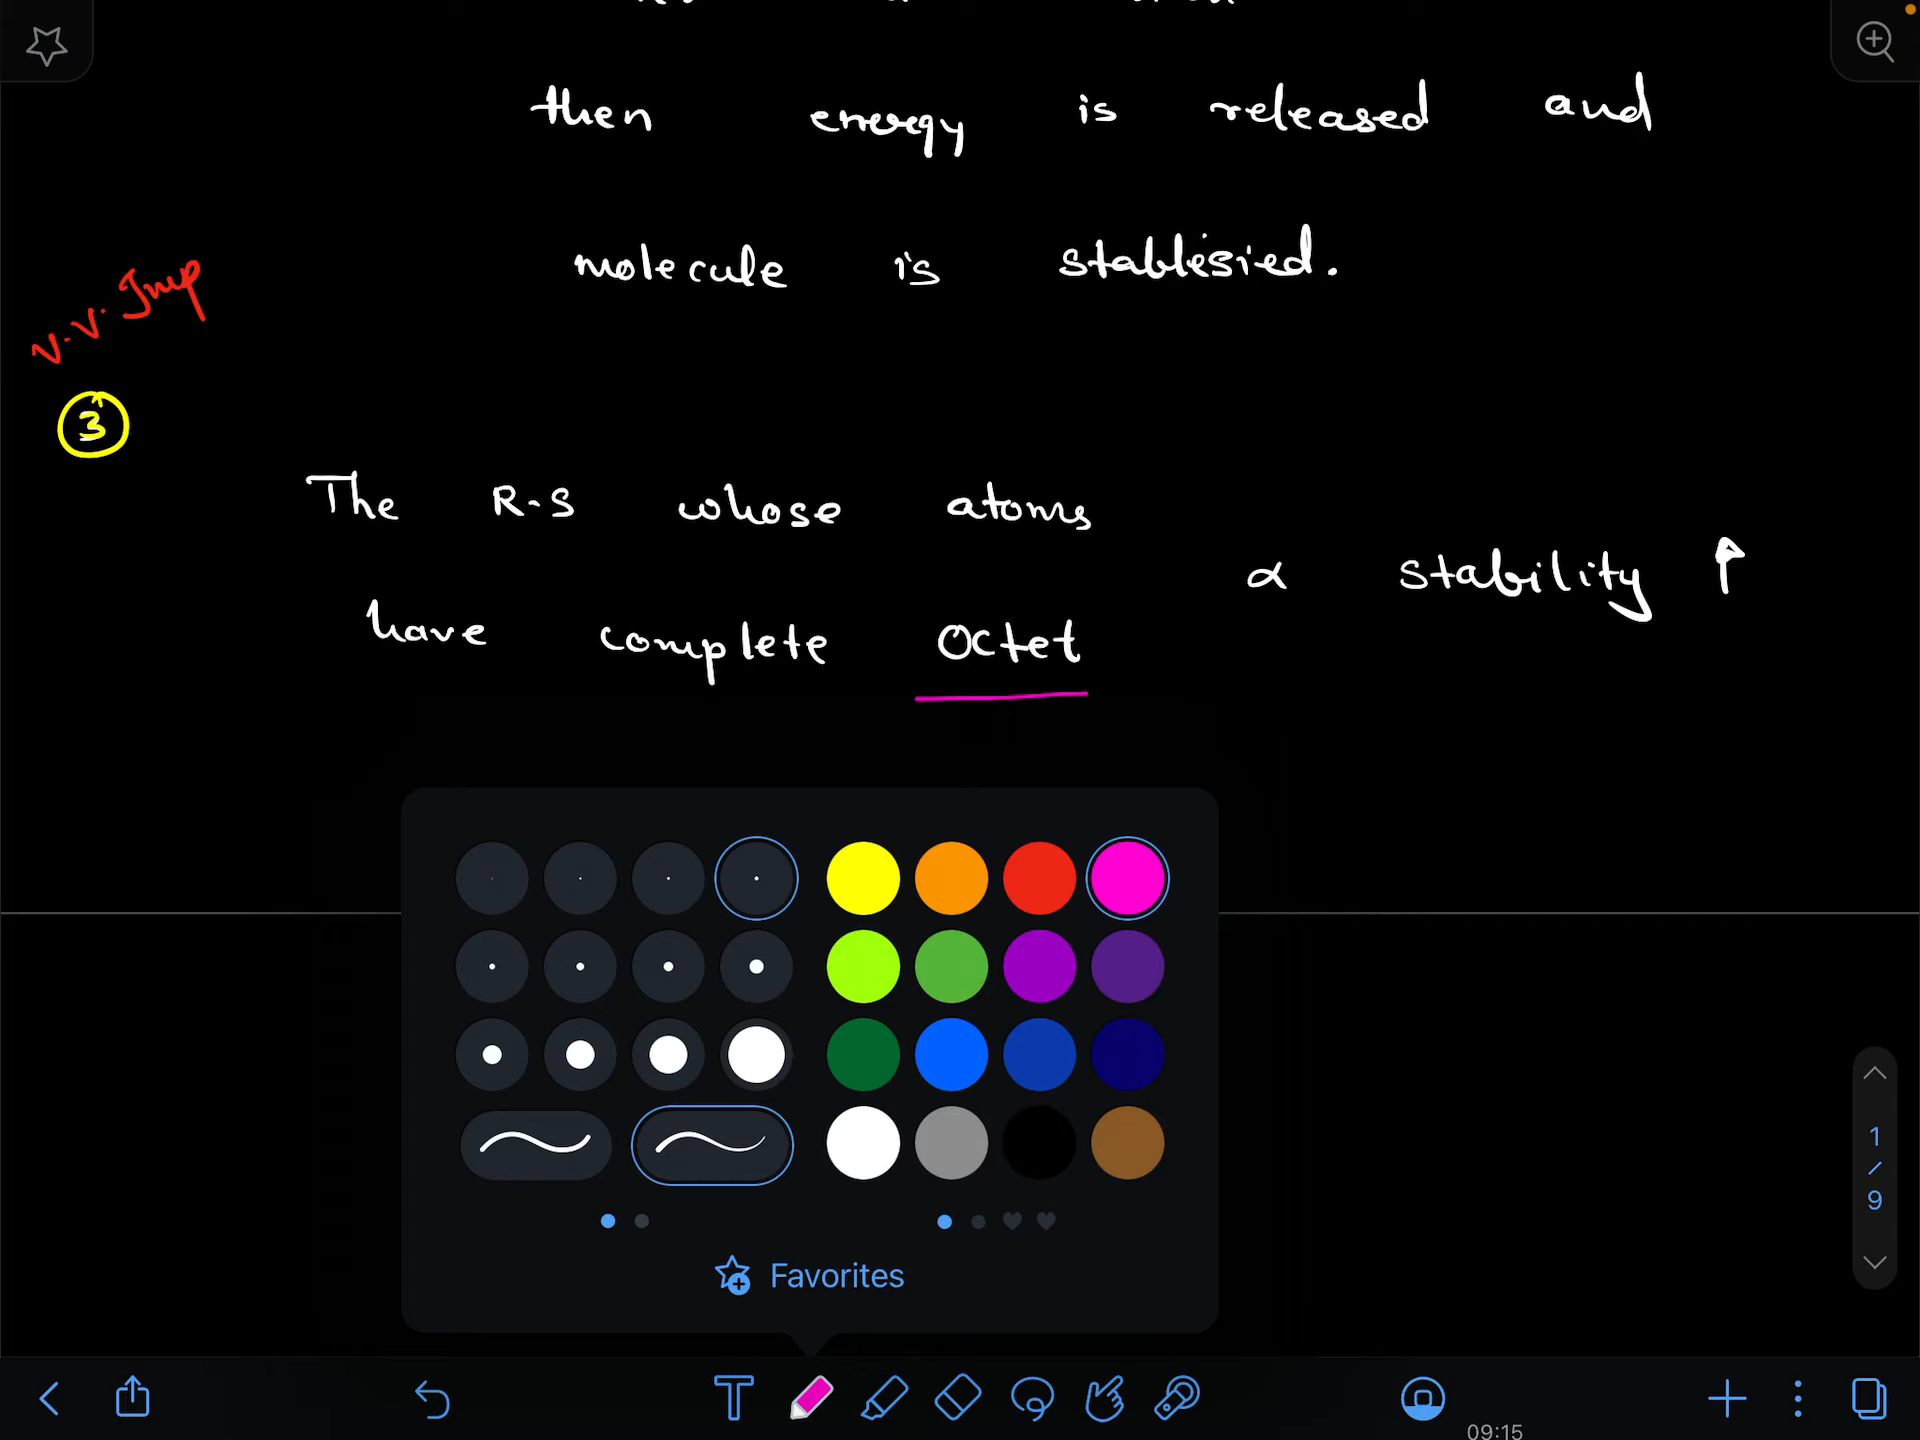 then energy is released and
molecule is stablesied.
V.V. Imp
3
The R-S whose atoms
have complete Octet
∝ stability ↑
Favorites
1
/
9
T
09:15